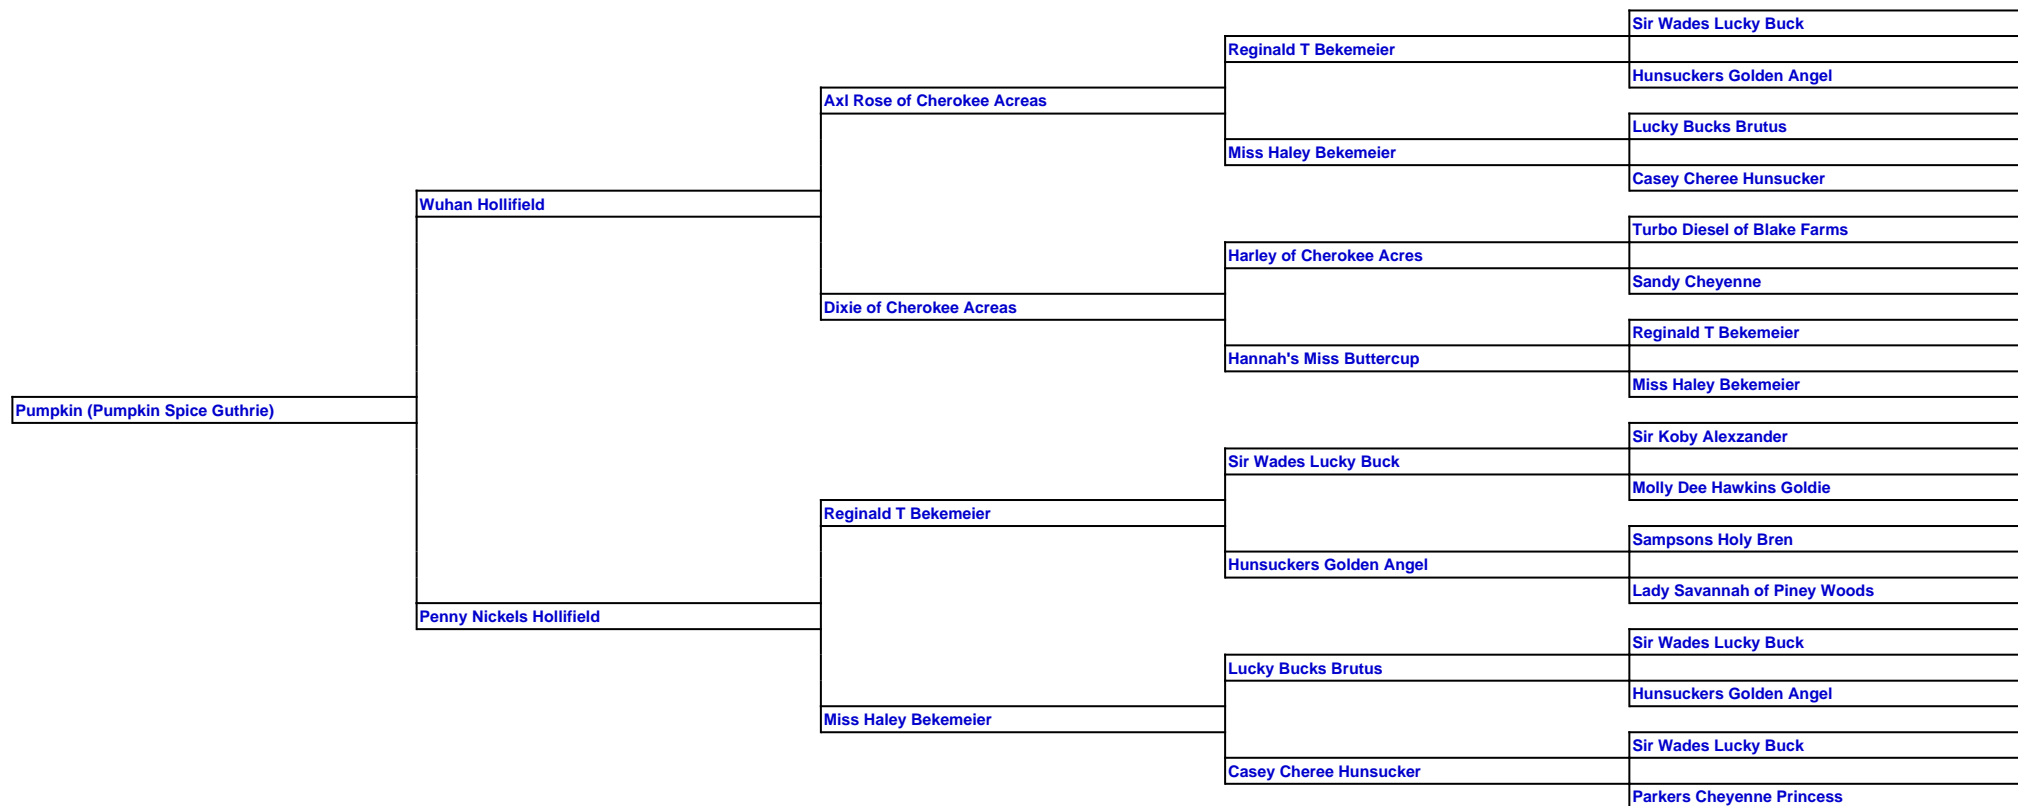 Sir Wades Lucky Buck
Reginald T Bekemeier
Hunsuckers Golden Angel
Axl Rose of Cherokee Acreas
Lucky Bucks Brutus
Miss Haley Bekemeier
Casey Cheree Hunsucker
Wuhan Hollifield
Turbo Diesel of Blake Farms
Harley of Cherokee Acres
Sandy Cheyenne
Dixie of Cherokee Acreas
Reginald T Bekemeier
Hannah's Miss Buttercup
Miss Haley Bekemeier
Pumpkin (Pumpkin Spice Guthrie)
Sir Koby Alexzander
Sir Wades Lucky Buck
Molly Dee Hawkins Goldie
Reginald T Bekemeier
Sampsons Holy Bren
Hunsuckers Golden Angel
Lady Savannah of Piney Woods
Penny Nickels Hollifield
Sir Wades Lucky Buck
Lucky Bucks Brutus
Hunsuckers Golden Angel
Miss Haley Bekemeier
Sir Wades Lucky Buck
Casey Cheree Hunsucker
Parkers Cheyenne Princess